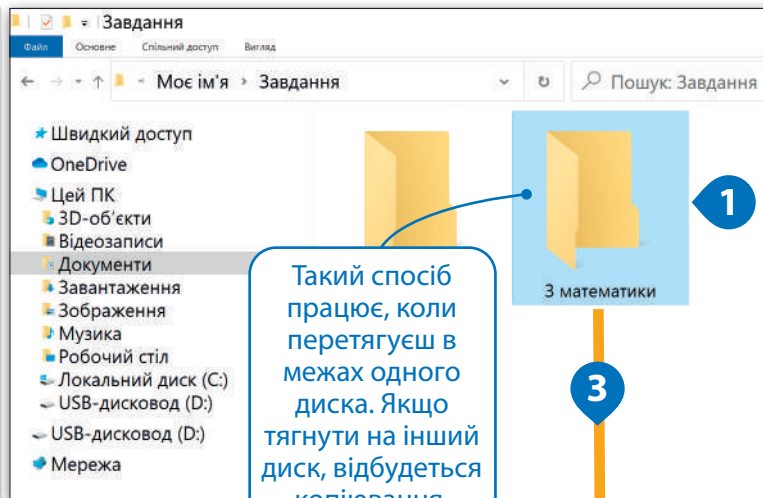 Завдання
Файл Основне Спільний доступ Вигляд
Моє ім'я › Завдання
Пошук: Завдання
Швидкий доступ
OneDrive
Цей ПК
3D-об'єкти
Відеозаписи
Документи
Завантаження
Зображення
Музика
Робочий стіл
Локальний диск (C:)
USB-дисковод (D:)
USB-дисковод (D:)
Мережа
З математики
1
3
Такий спосіб
працює, коли
перетягуєш в
межах одного
диска. Якщо
тягнути на інший
диск, відбудеться
копіювання